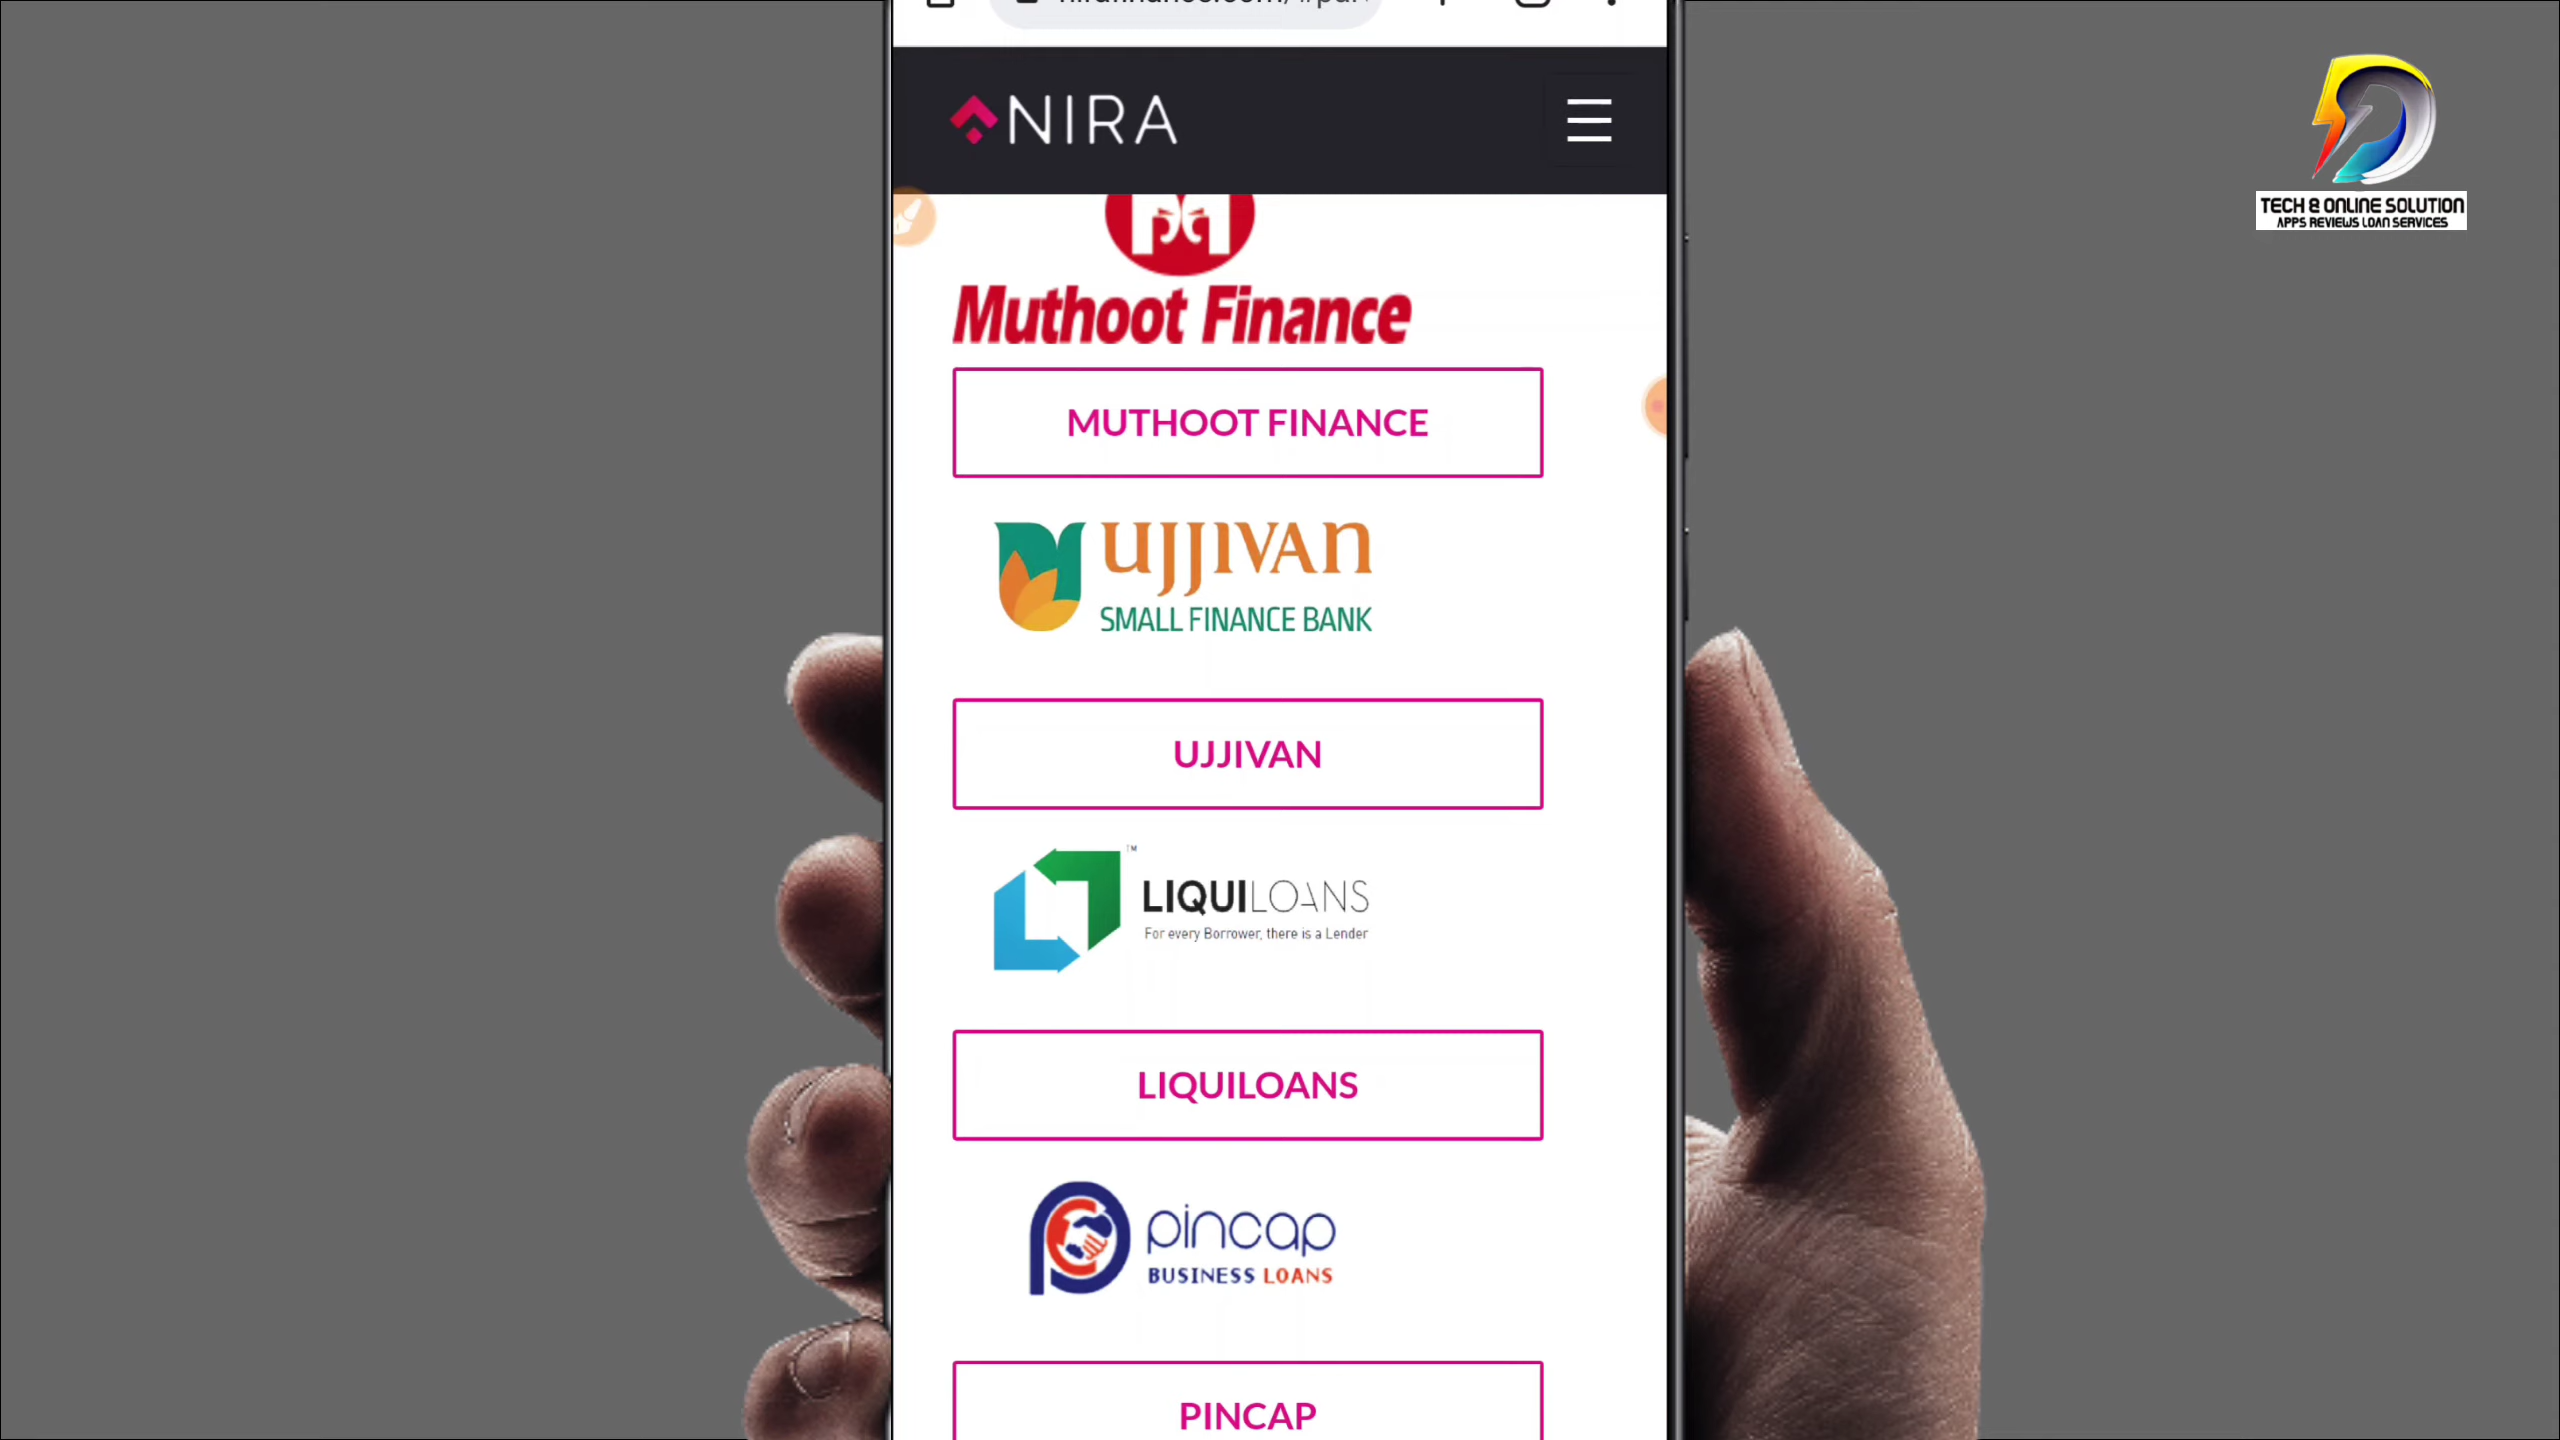 NIRA
TECH & ONLINE SOLUTION
APPS REVIEWS LOAN SERVICES
Muthoot Finance
MUTHOOT FINANCE
UJJIVAN
SMALL FINANCE BANK
UJJIVAN
TM
LIQUILOANS
For every Borrower, there is a Lender
LIQUILOANS
pincap
BUSINESS LOANS
PINCAP